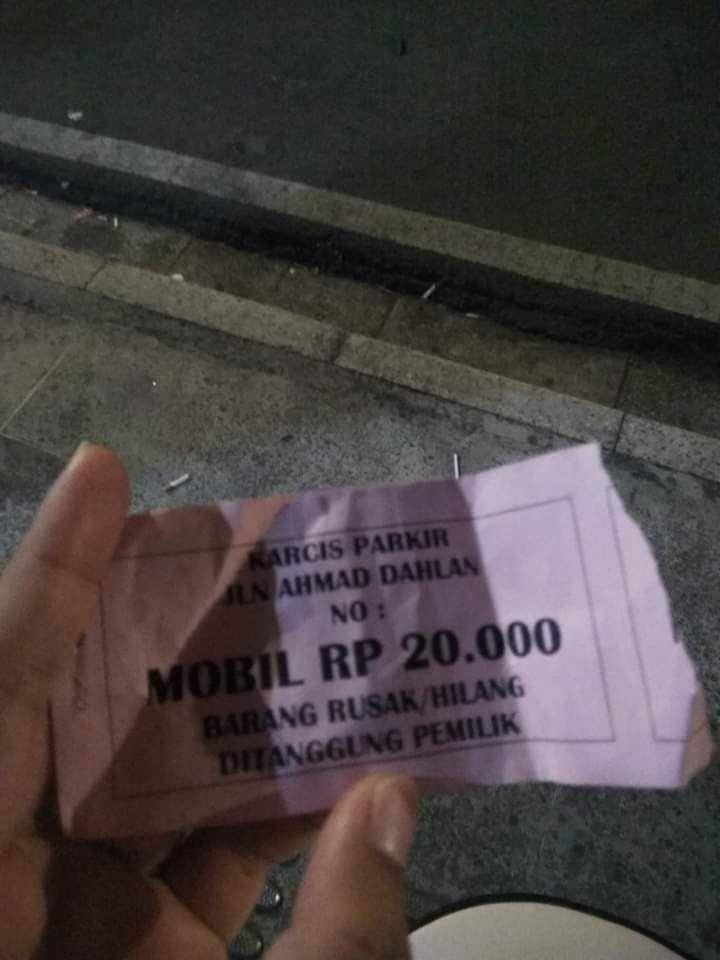 KARCIS PARKIR
JLN AHMAD DAHLAN
NO :
MOBIL RP 20.000
BARANG RUSAK/HILANG
DITANGGUNG PEMILIK